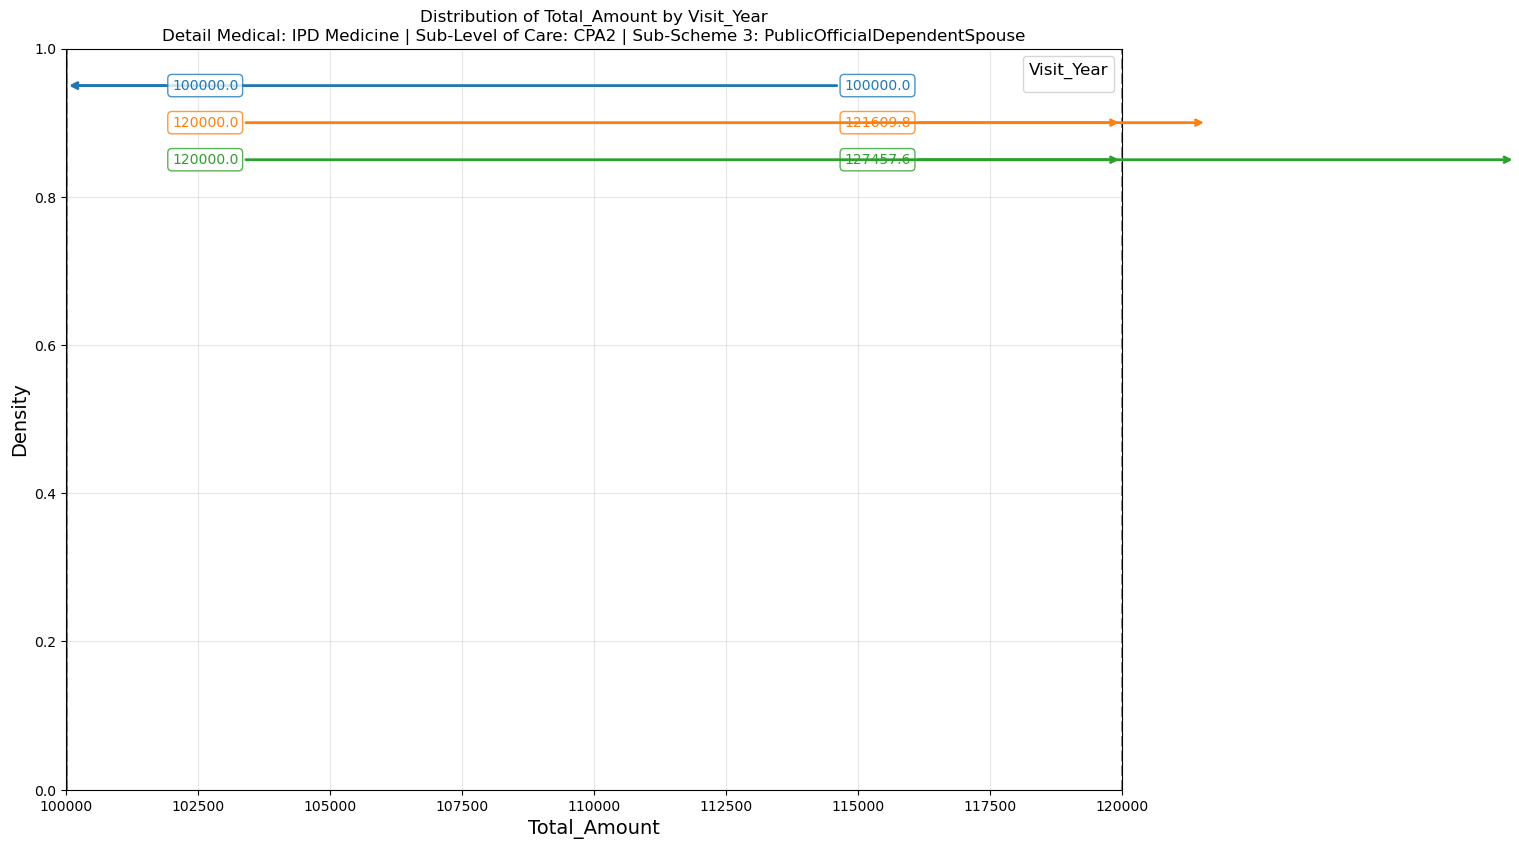 Distribution of Total_Amount by Visit_Year
Detail Medical: IPD Medicine | Sub-Level of Care: CPA2 | Sub-Scheme 3: PublicOfficialDependentSpouse
1.0
Visit_Year
100000.0 100000.0
120000.0 121609.8
120000.0 127457.6
0.8
0.6
Density
0.4
0.2
0.0
100000 102500 105000 107500 110000 112500 115000 117500 120000
Total_Amount